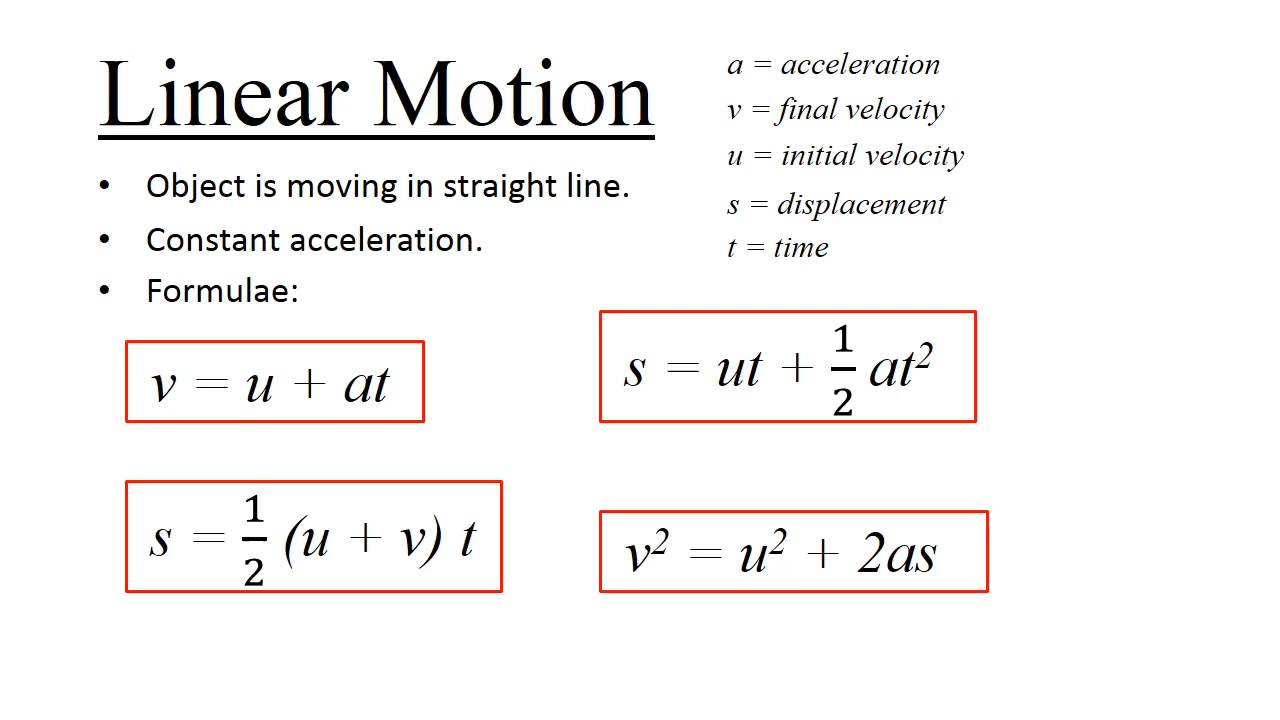 Linear Motion
• Object is moving in straight line.
• Constant acceleration.
• Formulae:
a = acceleration
v = final velocity
u = initial velocity
s = displacement
t = time
v = u + at
s = ut + 1/2 at²
s = 1/2 (u + v) t
v² = u² + 2as